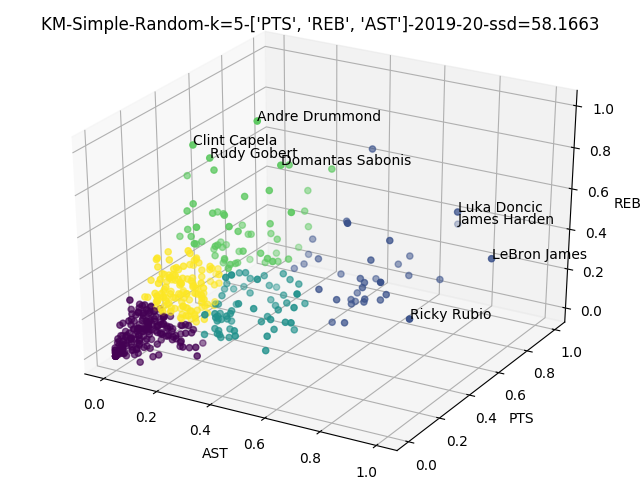 KM-Simple-Random-k=5-['PTS', 'REB', 'AST']-2019-20-ssd=58.1663
Andre Drummond
Clint Capela
Rudy Gobert
Domantas Sabonis
Luka Doncic
James Harden
LeBron James
Ricky Rubio
1.0
0.8
0.6
REB
0.4
0.2
0.0
0.0
0.2
0.4
0.6
0.8
1.0
AST
0.0
0.2
0.4
0.6
0.8
1.0
PTS